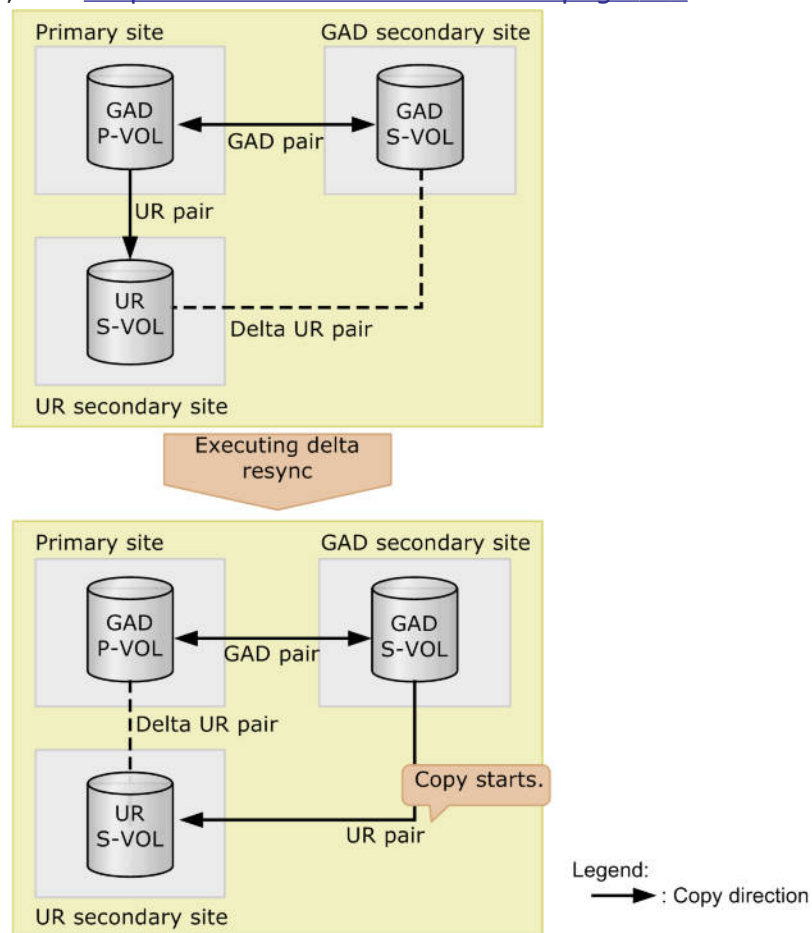 Primary site
GAD secondary site
GAD
P-VOL
GAD
S-VOL
GAD pair
UR pair
UR
S-VOL
Delta UR pair
UR secondary site
Executing delta
resync
Primary site
GAD secondary site
GAD
P-VOL
GAD
S-VOL
GAD pair
Delta UR pair
Copy starts.
UR
S-VOL
UR pair
UR secondary site
Legend:
: Copy direction